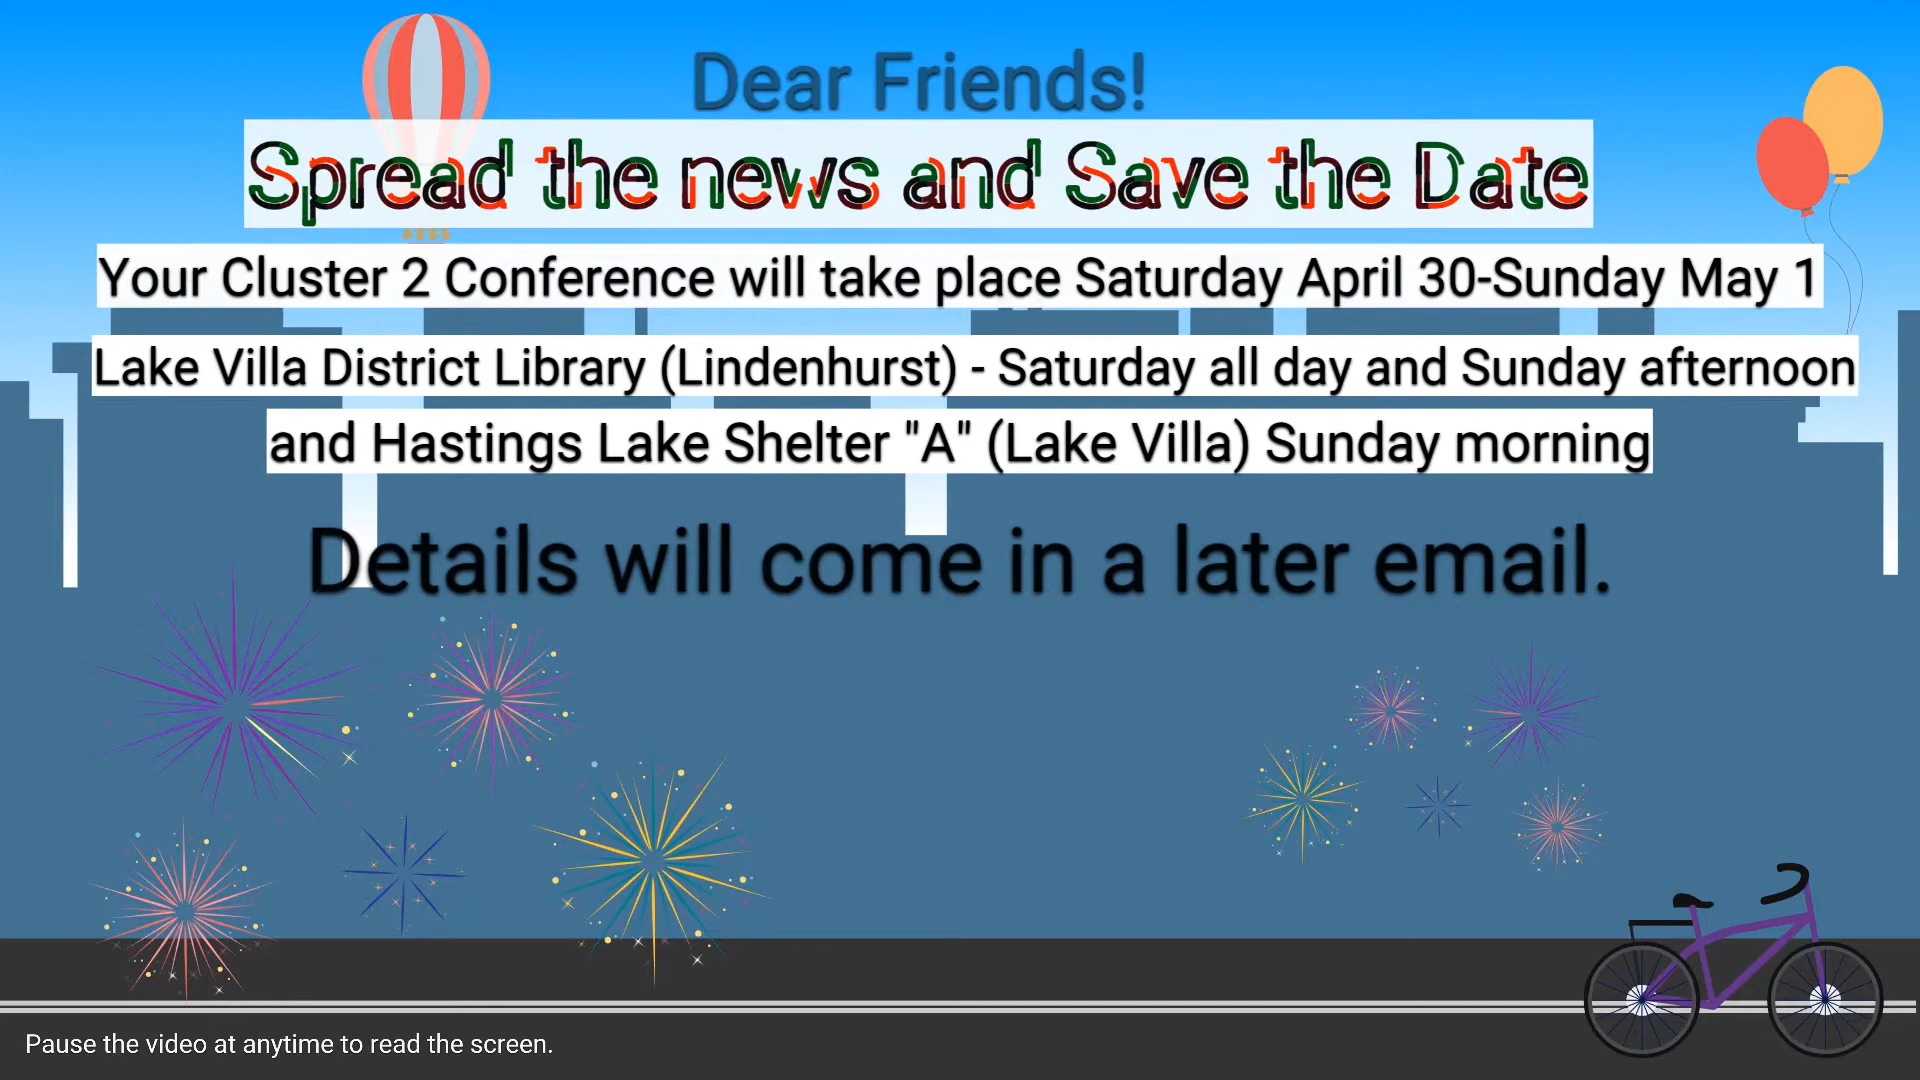 Dear Friends!
Spread the news and Save the Date
Your Cluster 2 Conference will take place Saturday April 30-Sunday May 1
Lake Villa District Library (Lindenhurst) - Saturday all day and Sunday afternoon
and Hastings Lake Shelter "A" (Lake Villa) Sunday morning
Details will come in a later email.
Pause the video at anytime to read the screen.